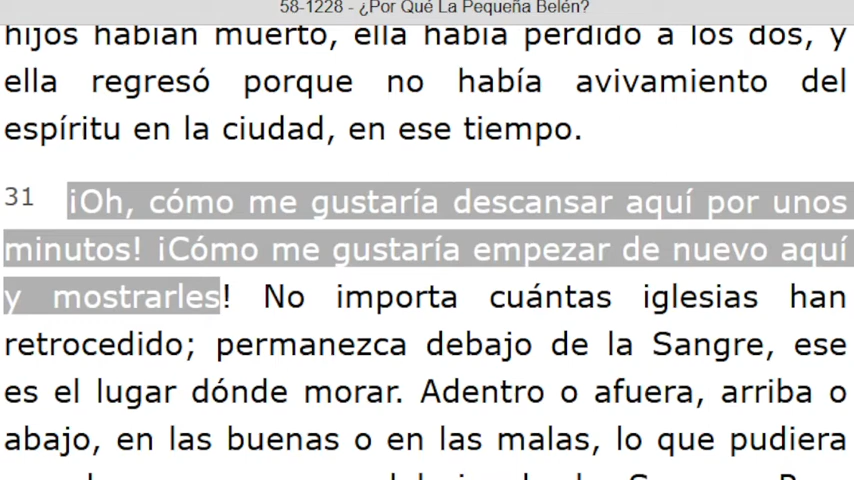 58-1228 - ¿Por Qué La Pequeña Belén?
hijos habían muerto, ella había perdido a los dos, y
ella regresó porque no había avivamiento del
espíritu en la ciudad, en ese tiempo.
31 ¡Oh, cómo me gustaría descansar aquí por unos
minutos! ¡Cómo me gustaría empezar de nuevo aquí
y mostrarles! No importa cuántas iglesias han
retrocedido; permanezca debajo de la Sangre, ese
es el lugar dónde morar. Adentro o afuera, arriba o
abajo, en las buenas o en las malas, lo que pudiera